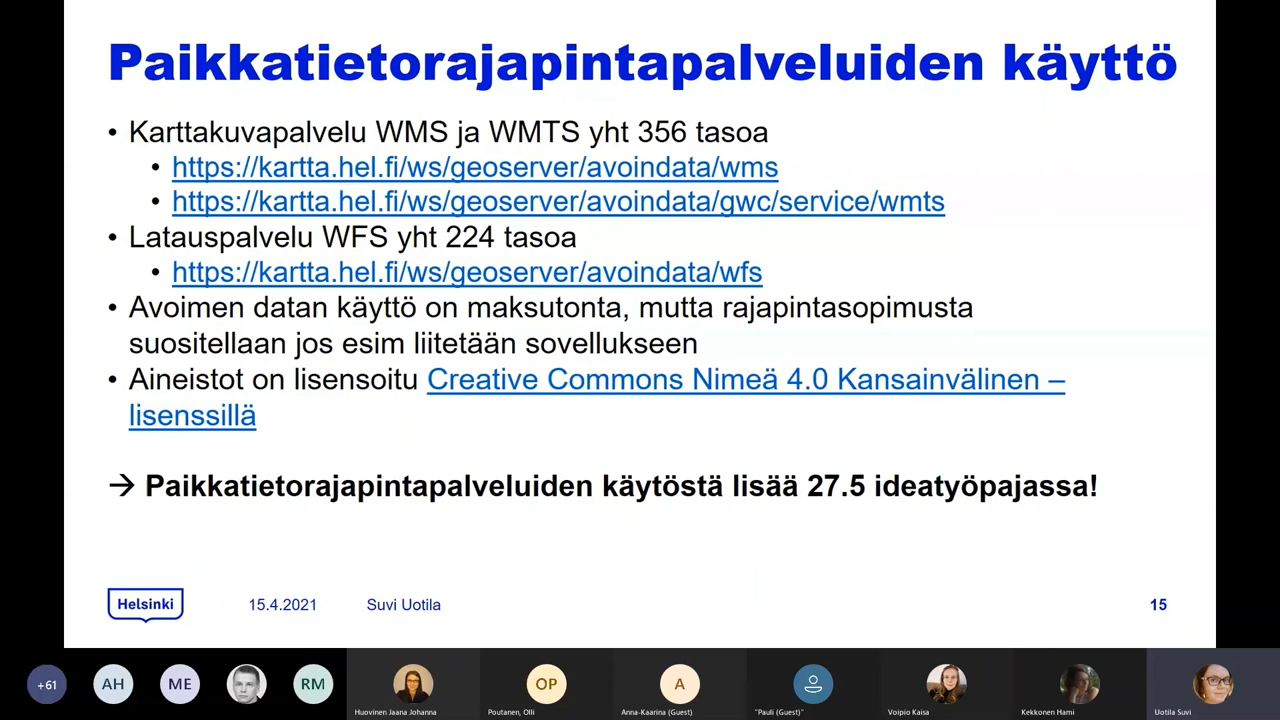 Paikkatietorajapintapalveluiden käyttö
• Karttakuvapalvelu WMS ja WMTS yht 356 tasoa
• https://kartta.hel.fi/ws/geoserver/avoindata/wms
• https://kartta.hel.fi/ws/geoserver/avoindata/gwc/service/wmts
• Latauspalvelu WFS yht 224 tasoa
• https://kartta.hel.fi/ws/geoserver/avoindata/wfs
• Avoimen datan käyttö on maksutonta, mutta rajapintasopimusta
suositellaan jos esim liitetään sovellukseen
• Aineistot on lisensoitu Creative Commons Nimeä 4.0 Kansainvälinen –
lisenssillä
→ Paikkatietorajapintapalveluiden käytöstä lisää 27.5 ideatyöpajassa!
Helsinki 15.4.2021 Suvi Uotila 15
+61 AH ME RM OP A
Huovinen Jaana Johanna Poutanen, Olli Anna-Kaarina (Guest) "Pauli (Guest)" Voipio Kaisa Kekkonen Hami Uotila Suvi